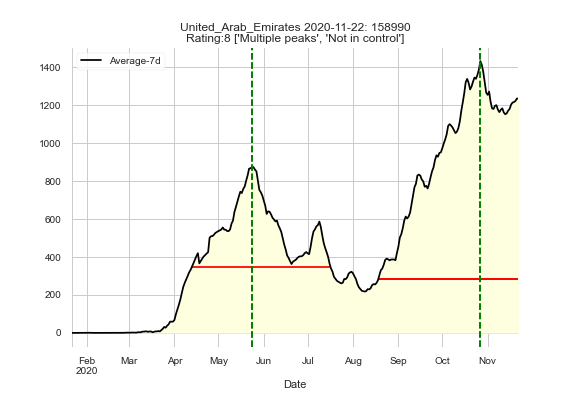 United_Arab_Emirates 2020-11-22: 158990
Rating:8 ['Multiple peaks', 'Not in control']
Average-7d
1400
1200
1000
800
600
400
200
0
Feb Mar Apr May Jun Jul Aug Sep Oct Nov
2020
Date